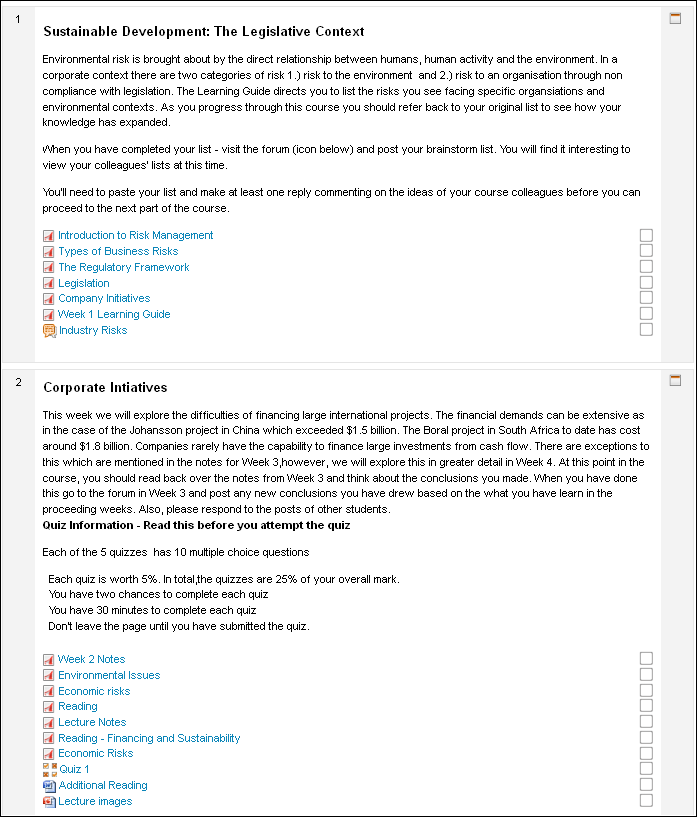 1
Sustainable Development: The Legislative Context
Environmental risk is brought about by the direct relationship between humans, human activity and the environment. In a
corporate context there are two categories of risk 1.) risk to the environment and 2.) risk to an organisation through non
compliance with legislation. The Learning Guide directs you to list the risks you see facing specific organsiations and
environmental contexts. As you progress through this course you should refer back to your original list to see how your
knowledge has expanded.
When you have completed your list - visit the forum (icon below) and post your brainstorm list. You will find it interesting to
view your colleagues' lists at this time.
You'll need to paste your list and make at least one reply commenting on the ideas of your course colleagues before you can
proceed to the next part of the course.
Introduction to Risk Management
Types of Business Risks
The Regulatory Framework
Legislation
Company Initiatives
Week 1 Learning Guide
Industry Risks
2
Corporate Intiatives
This week we will explore the difficulties of financing large international projects. The financial demands can be extensive as
in the case of the Johansson project in China which exceeded $1.5 billion. The Boral project in South Africa to date has cost
around $1.8 billion. Companies rarely have the capability to finance large investments from cash flow. There are exceptions to
this which are mentioned in the notes for Week 3,however, we will explore this in greater detail in Week 4. At this point in the
course, you should read back over the notes from Week 3 and think about the conclusions you made. When you have done
this go to the forum in Week 3 and post any new conclusions you have drew based on the what you have learn in the
proceeding weeks. Also, please respond to the posts of other students.
Quiz Information - Read this before you attempt the quiz
Each of the 5 quizzes has 10 multiple choice questions
Each quiz is worth 5%. In total,the quizzes are 25% of your overall mark.
You have two chances to complete each quiz
You have 30 minutes to complete each quiz
Don't leave the page until you have submitted the quiz.
Week 2 Notes
Environmental Issues
Economic risks
Reading
Lecture Notes
Reading - Financing and Sustainability
Economic Risks
Quiz 1
Additional Reading
Lecture images